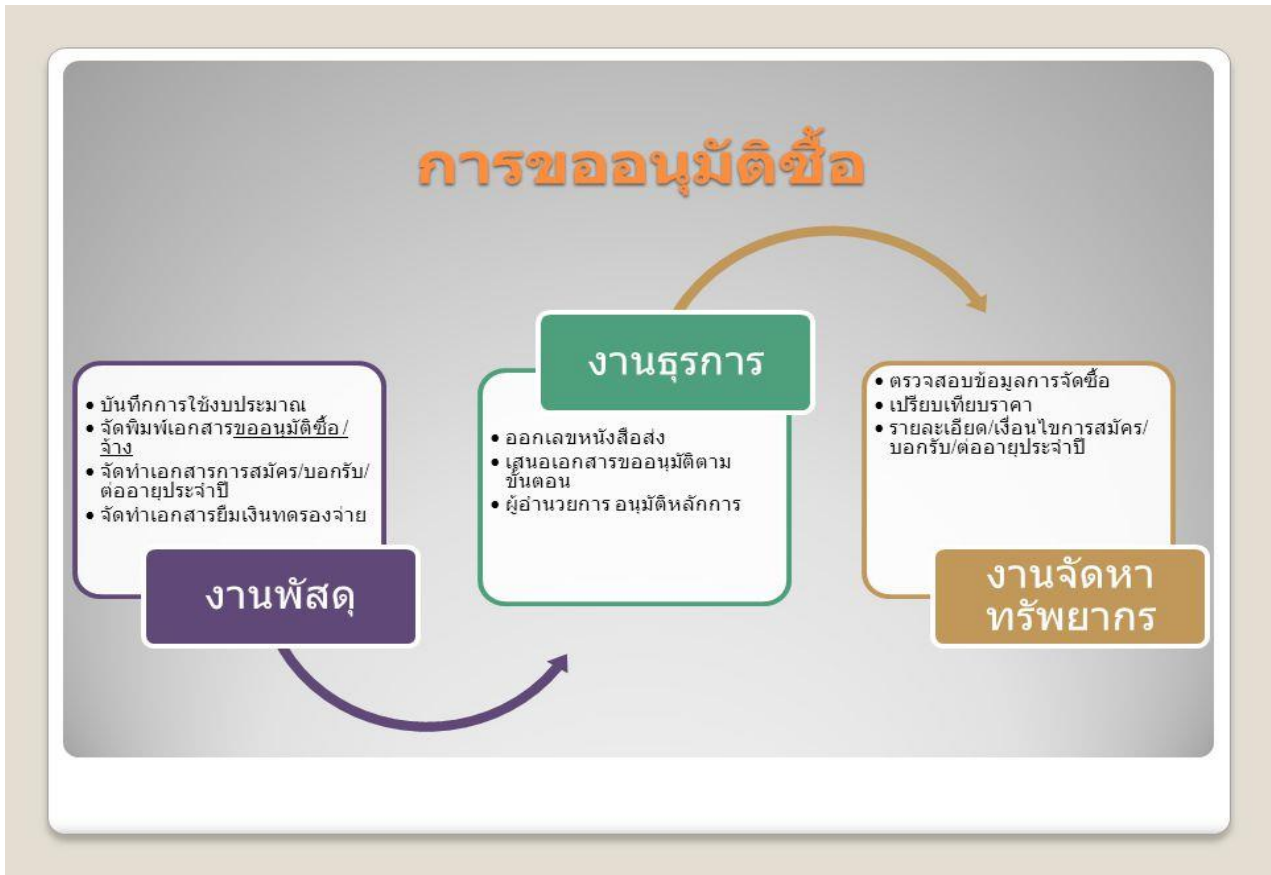 การขออนุมัติซื้อ
• บันทึกการใช้งบประมาณ
• จัดพิมพ์เอกสารขออนุมัติซื้อ/
จ้าง
• จัดทำเอกสารการสมัคร/บอกรับ/
ต่ออายุประจำปี
• จัดทำเอกสารยืมเงินทดรองจ่าย
งานพัสดุ
งานธุรการ
• ออกเลขหนังสือส่ง
• เสนอเอกสารขออนุมัติตาม
ขั้นตอน
• ผู้อำนวยการ อนุมัติหลักการ
• ตรวจสอบข้อมูลการจัดซื้อ
• เปรียบเทียบราคา
• รายละเอียด/เงื่อนไขการสมัคร/
บอกรับ/ต่ออายุประจำปี
งานจัดหา
ทรัพยากร